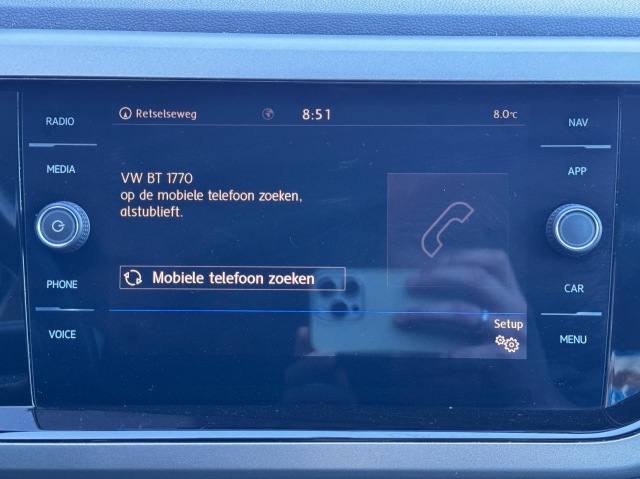 RADIO
MEDIA
PHONE
VOICE
Retselseweg
8:51
8.0°C
VW BT 1770
op de mobiele telefoon zoeken,
alstublieft.
Mobiele telefoon zoeken
Setup
NAV
APP
CAR
MENU